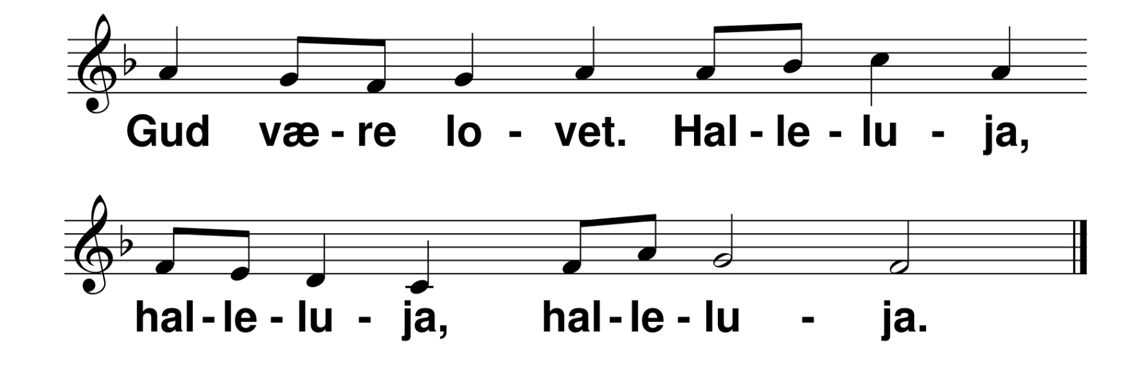 Gud væ - re lo - vet. Hal - le - lu - ja,
hal - le - lu - ja, hal - le - lu - ja.